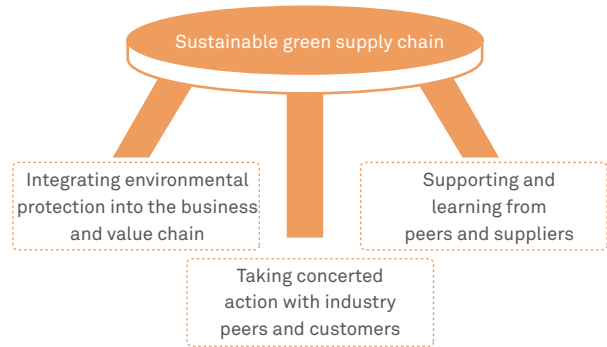 Sustainable green supply chain
Integrating environmental
protection into the business
and value chain
Taking concerted
action with industry
peers and customers
Supporting and
learning from
peers and suppliers